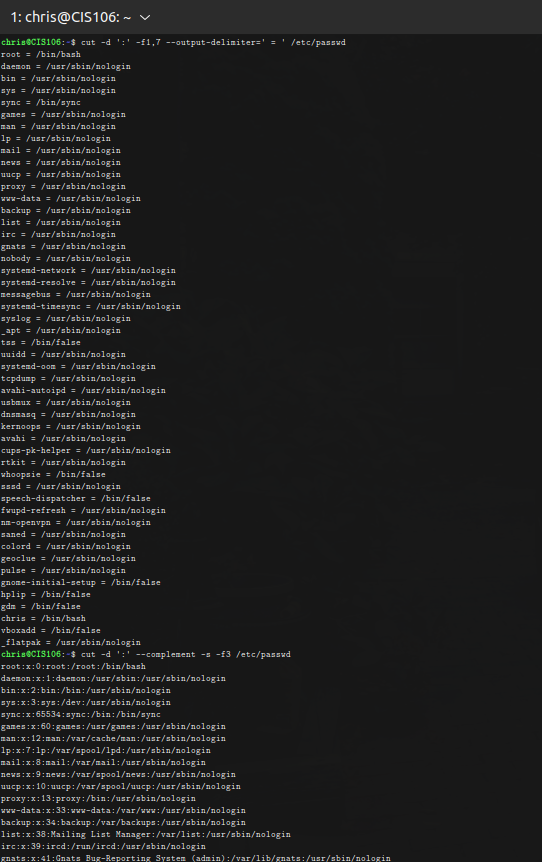 1: chris@CIS106: ~
chris@CIS106:~$ cut -d ':' -f1,7 --output-delimiter=' = ' /etc/passwd
root = /bin/bash
daemon = /usr/sbin/nologin
bin = /usr/sbin/nologin
sys = /usr/sbin/nologin
sync = /bin/sync
games = /usr/sbin/nologin
man = /usr/sbin/nologin
lp = /usr/sbin/nologin
mail = /usr/sbin/nologin
news = /usr/sbin/nologin
uucp = /usr/sbin/nologin
proxy = /usr/sbin/nologin
www-data = /usr/sbin/nologin
backup = /usr/sbin/nologin
list = /usr/sbin/nologin
irc = /usr/sbin/nologin
gnats = /usr/sbin/nologin
nobody = /usr/sbin/nologin
systemd-network = /usr/sbin/nologin
systemd-resolve = /usr/sbin/nologin
messagebus = /usr/sbin/nologin
systemd-timesync = /usr/sbin/nologin
syslog = /usr/sbin/nologin
_apt = /usr/sbin/nologin
tss = /bin/false
uuidd = /usr/sbin/nologin
systemd-oom = /usr/sbin/nologin
tcpdump = /usr/sbin/nologin
avahi-autoipd = /usr/sbin/nologin
usbmux = /usr/sbin/nologin
dnsmasq = /usr/sbin/nologin
kernoops = /usr/sbin/nologin
avahi = /usr/sbin/nologin
cups-pk-helper = /usr/sbin/nologin
rtkit = /usr/sbin/nologin
whoopsie = /bin/false
sssd = /usr/sbin/nologin
speech-dispatcher = /bin/false
fwupd-refresh = /usr/sbin/nologin
nm-openvpn = /usr/sbin/nologin
saned = /usr/sbin/nologin
colord = /usr/sbin/nologin
geoclue = /usr/sbin/nologin
pulse = /usr/sbin/nologin
gnome-initial-setup = /bin/false
hplip = /bin/false
gdm = /bin/false
chris = /bin/bash
vboxadd = /bin/false
_flatpak = /usr/sbin/nologin
chris@CIS106:~$ cut -d ':' --complement -s -f3 /etc/passwd
root:x:0:root:/root:/bin/bash
daemon:x:1:daemon:/usr/sbin:/usr/sbin/nologin
bin:x:2:bin:/bin:/usr/sbin/nologin
sys:x:3:sys:/dev:/usr/sbin/nologin
sync:x:65534:sync:/bin:/bin/sync
games:x:60:games:/usr/games:/usr/sbin/nologin
man:x:12:man:/var/cache/man:/usr/sbin/nologin
lp:x:7:lp:/var/spool/lpd:/usr/sbin/nologin
mail:x:8:mail:/var/mail:/usr/sbin/nologin
news:x:9:news:/var/spool/news:/usr/sbin/nologin
uucp:x:10:uucp:/var/spool/uucp:/usr/sbin/nologin
proxy:x:13:proxy:/bin:/usr/sbin/nologin
www-data:x:33:www-data:/var/www:/usr/sbin/nologin
backup:x:34:backup:/var/backups:/usr/sbin/nologin
list:x:38:Mailing List Manager:/var/list:/usr/sbin/nologin
irc:x:39:ircd:/run/ircd:/usr/sbin/nologin
gnats:x:41:Gnats Bug-Reporting System (admin):/var/lib/gnats:/usr/sbin/nologin